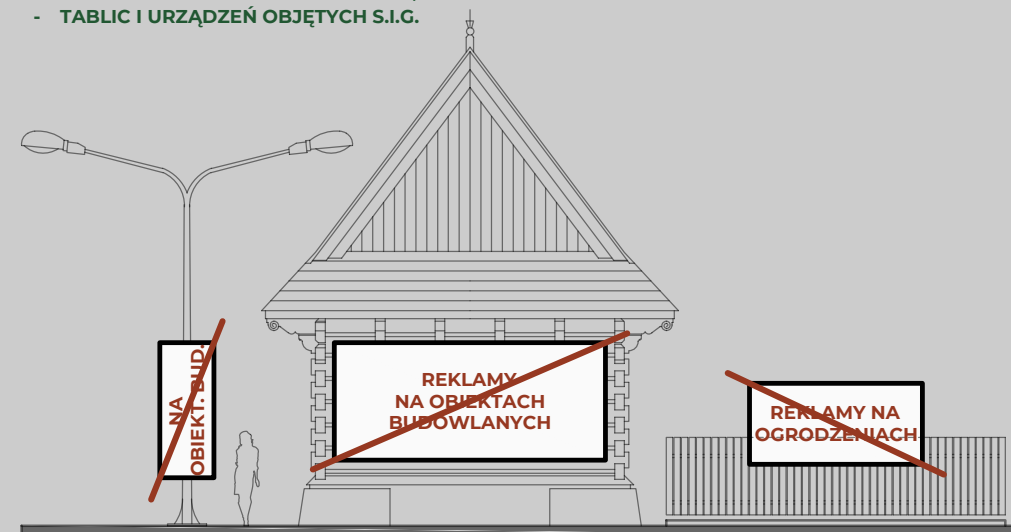 - TABLIC I URZĄDZEŃ OBJĘTYCH S.I.G.
NA
OBIEKT. BUD.
REKLAMY
NA OBIEKTACH
BUDOWLANYCH
REKLAMY NA
OGRODZENIACH